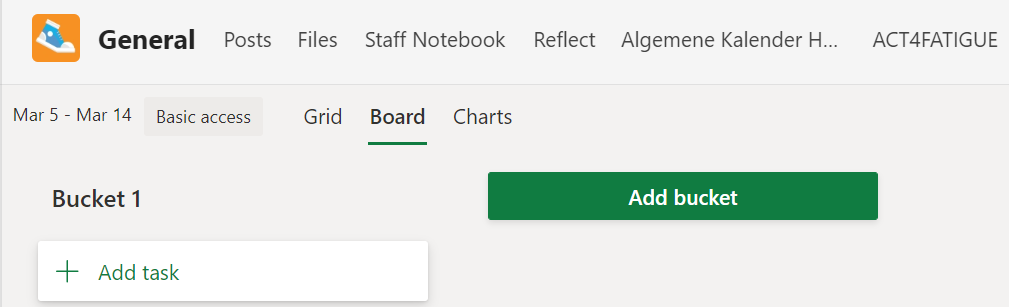 General Posts Files Staff Notebook Reflect Algemene Kalender H... ACT4FATIGUE
Mar 5 - Mar 14 Basic access Grid Board Charts
Bucket 1 Add bucket
Add task